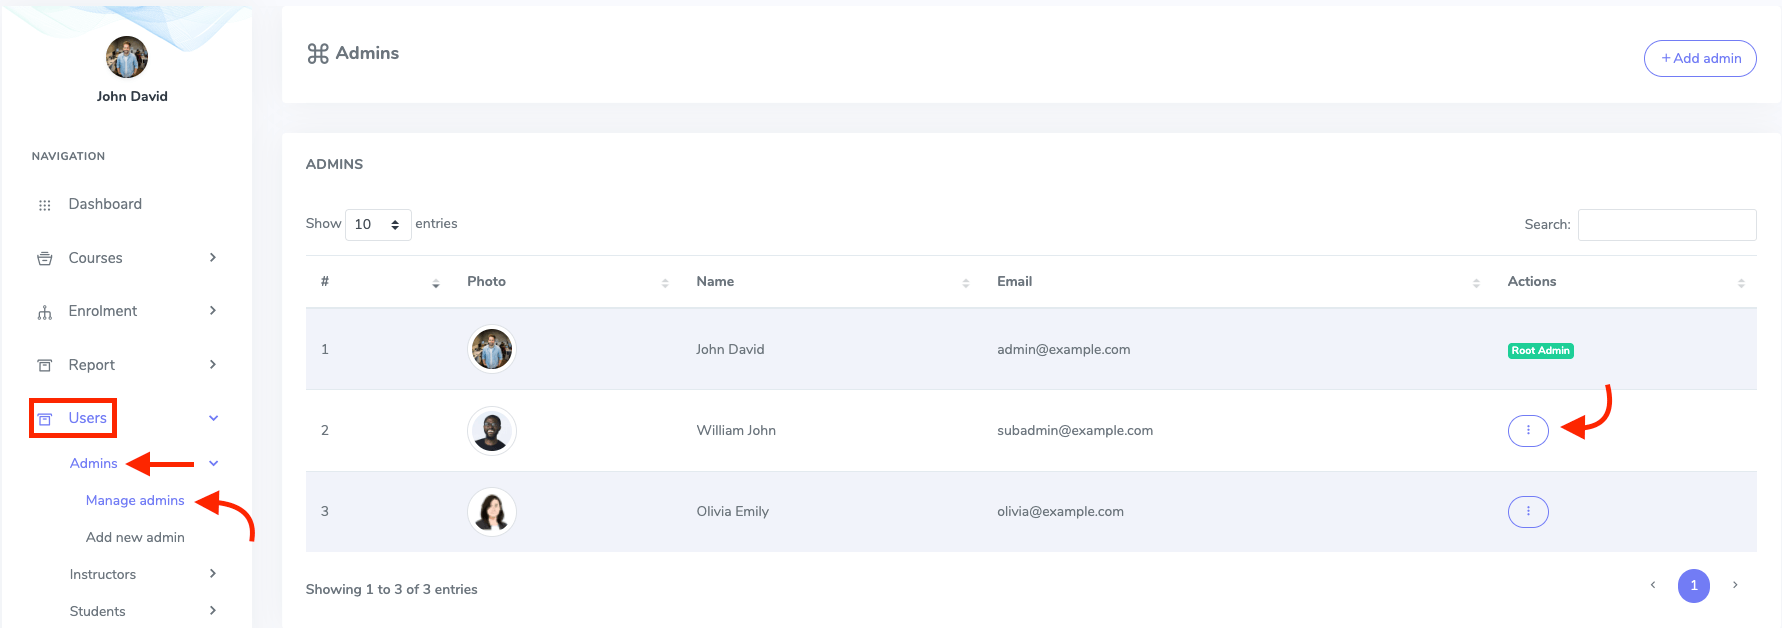 John David
NAVIGATION
Dashboard
Courses
Enrolment
Report
Users
Admins
Manage admins
Add new admin
Instructors
Students
Admins
+ Add admin
ADMINS
Show 10 entries
Search:
# Photo Name Email Actions
1 John David admin@example.com Root Admin
2 William John subadmin@example.com
3 Olivia Emily olivia@example.com
Showing 1 to 3 of 3 entries
1